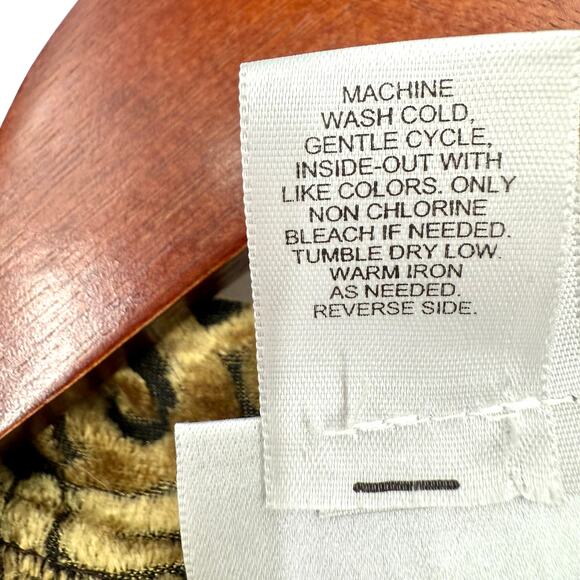 MACHINE
WASH COLD,
GENTLE CYCLE,
INSIDE-OUT WITH
LIKE COLORS. ONLY
NON CHLORINE
BLEACH IF NEEDED.
TUMBLE DRY LOW.
WARM IRON
AS NEEDED.
REVERSE SIDE.